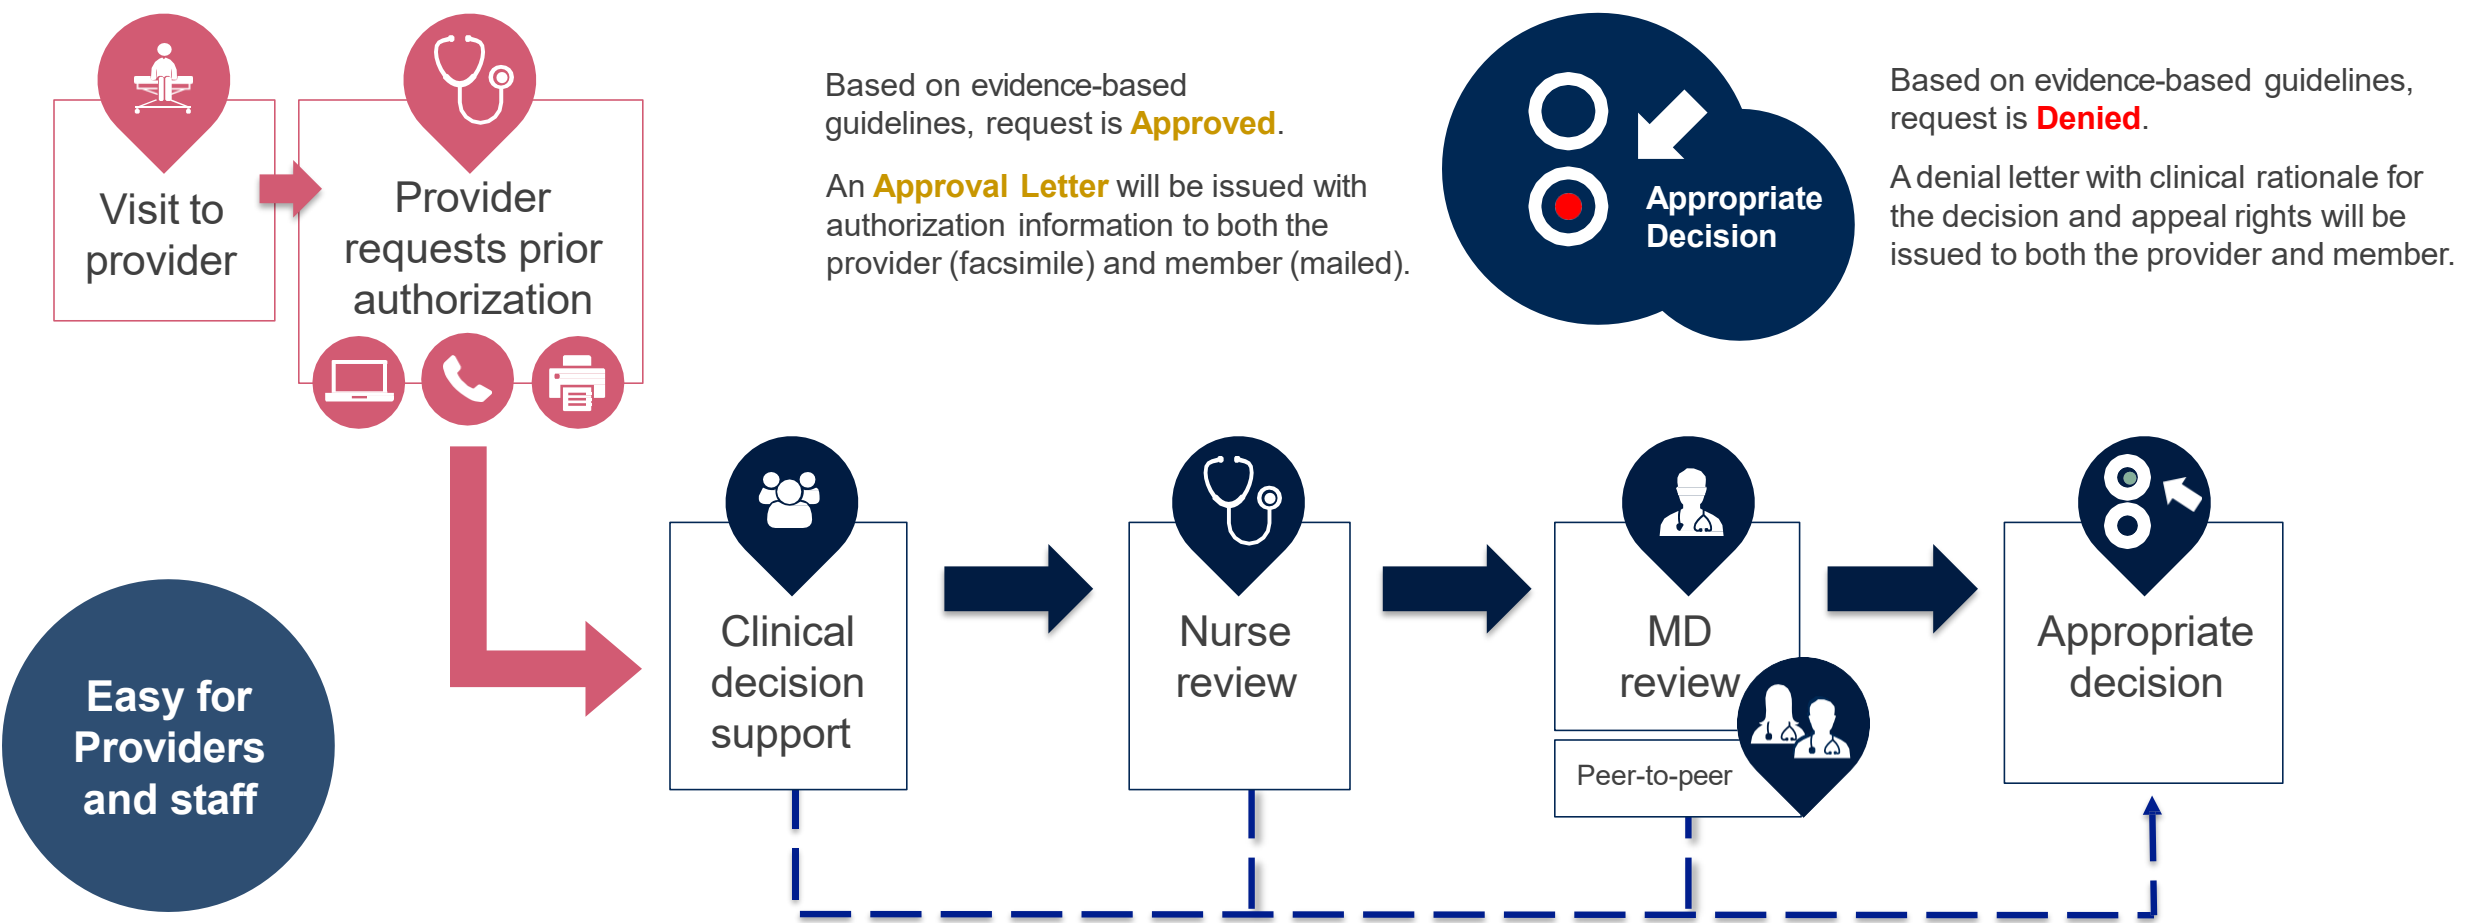 Visit to
provider
Provider
requests prior
authorization
Based on evidence-based
guidelines, request is Approved.
An Approval Letter will be issued with
authorization information to both the
provider (facsimile) and member (mailed).
Appropriate
Decision
Based on evidence-based guidelines,
request is Denied.
A denial letter with clinical rationale for
the decision and appeal rights will be
issued to both the provider and member.
Easy for
Providers
and staff
Clinical
decision
support
Nurse
review
MD
review
Peer-to-peer
Appropriate
decision